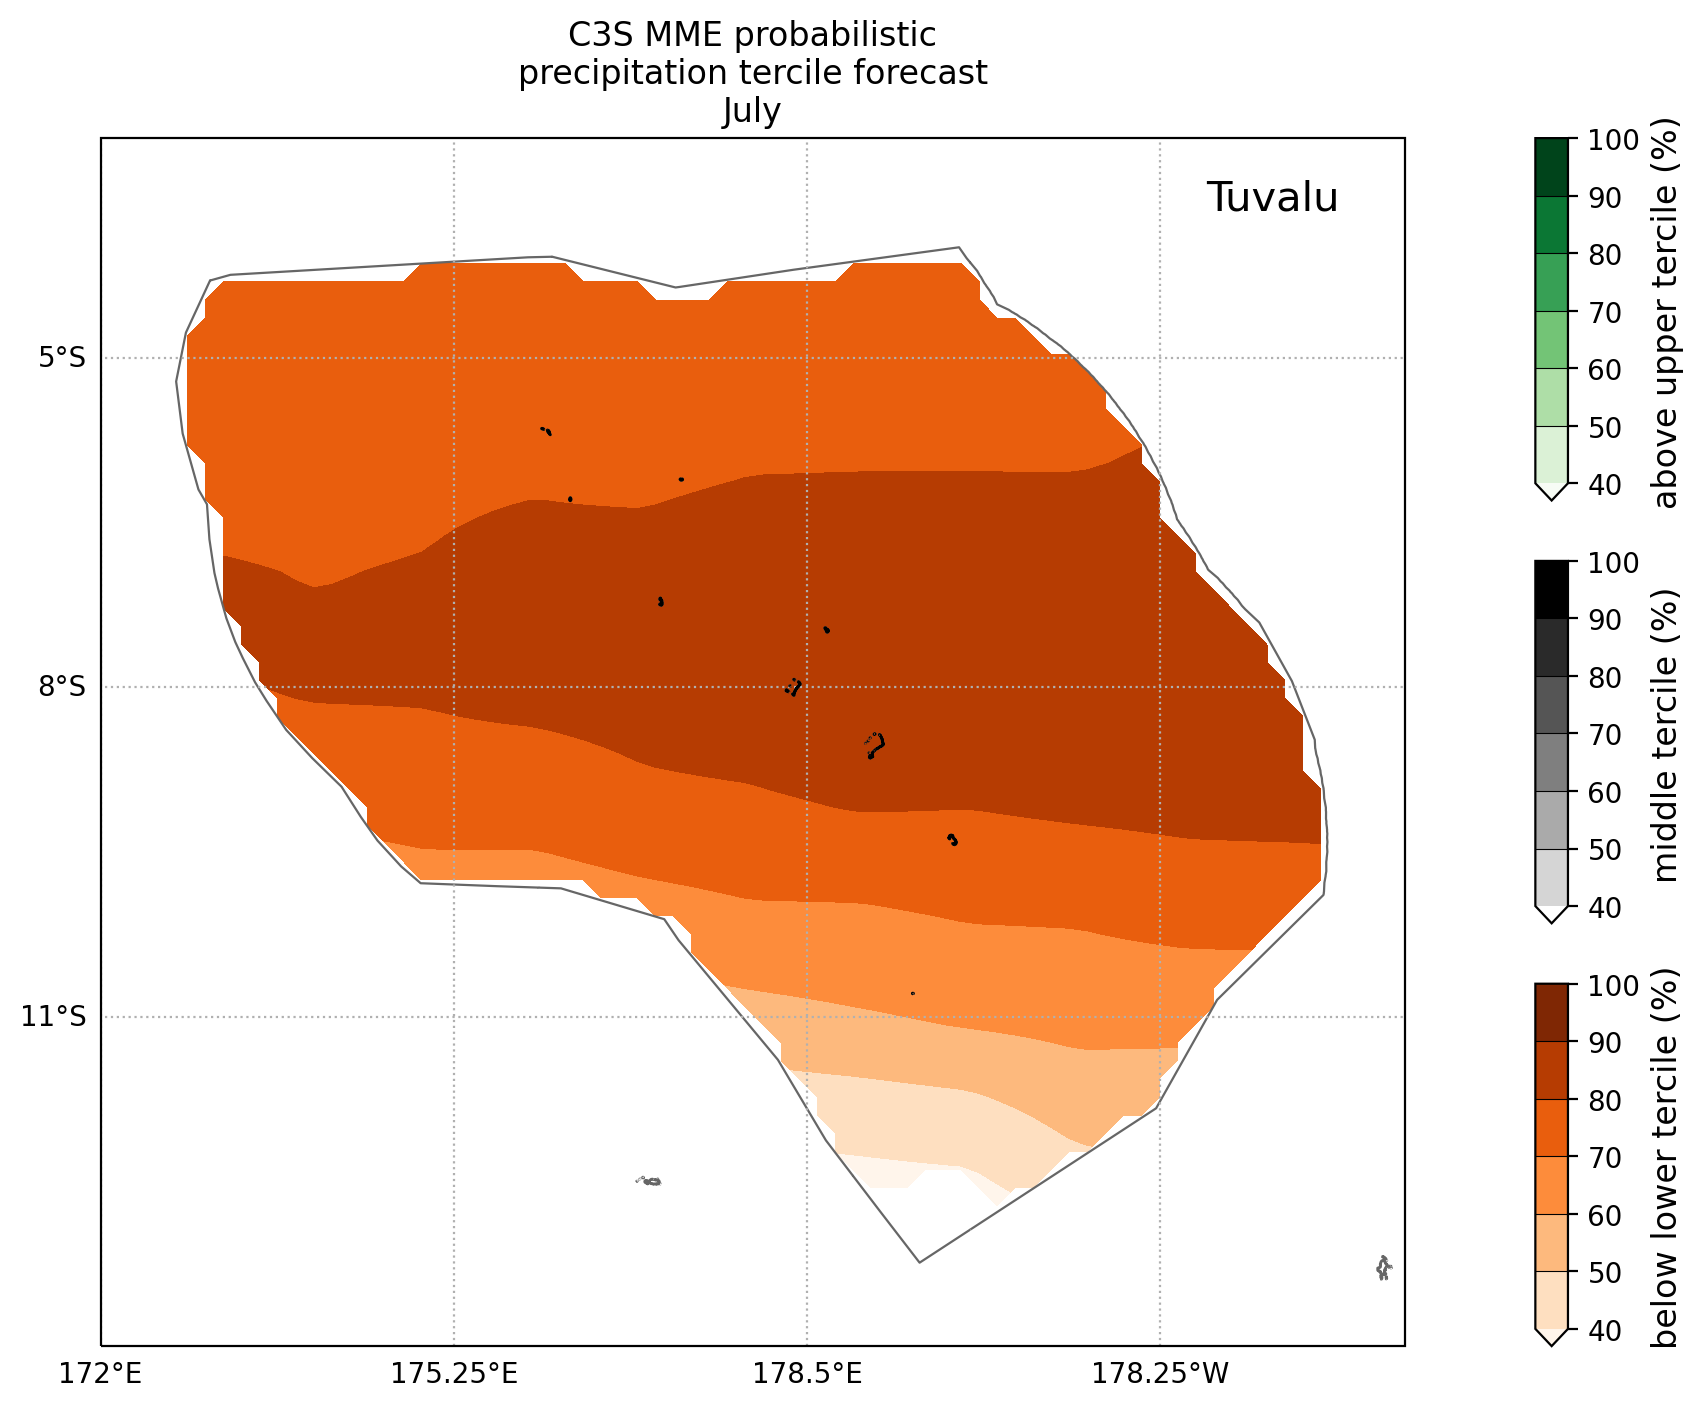 C3S MME probabilistic
precipitation tercile forecast
July
Tuvalu
5°S
8°S
11°S
172°E
175.25°E
178.5°E
178.25°W
100
90
80
70
60
50
40
above upper tercile (%)
100
90
80
70
60
50
40
middle tercile (%)
100
90
80
70
60
50
40
below lower tercile (%)